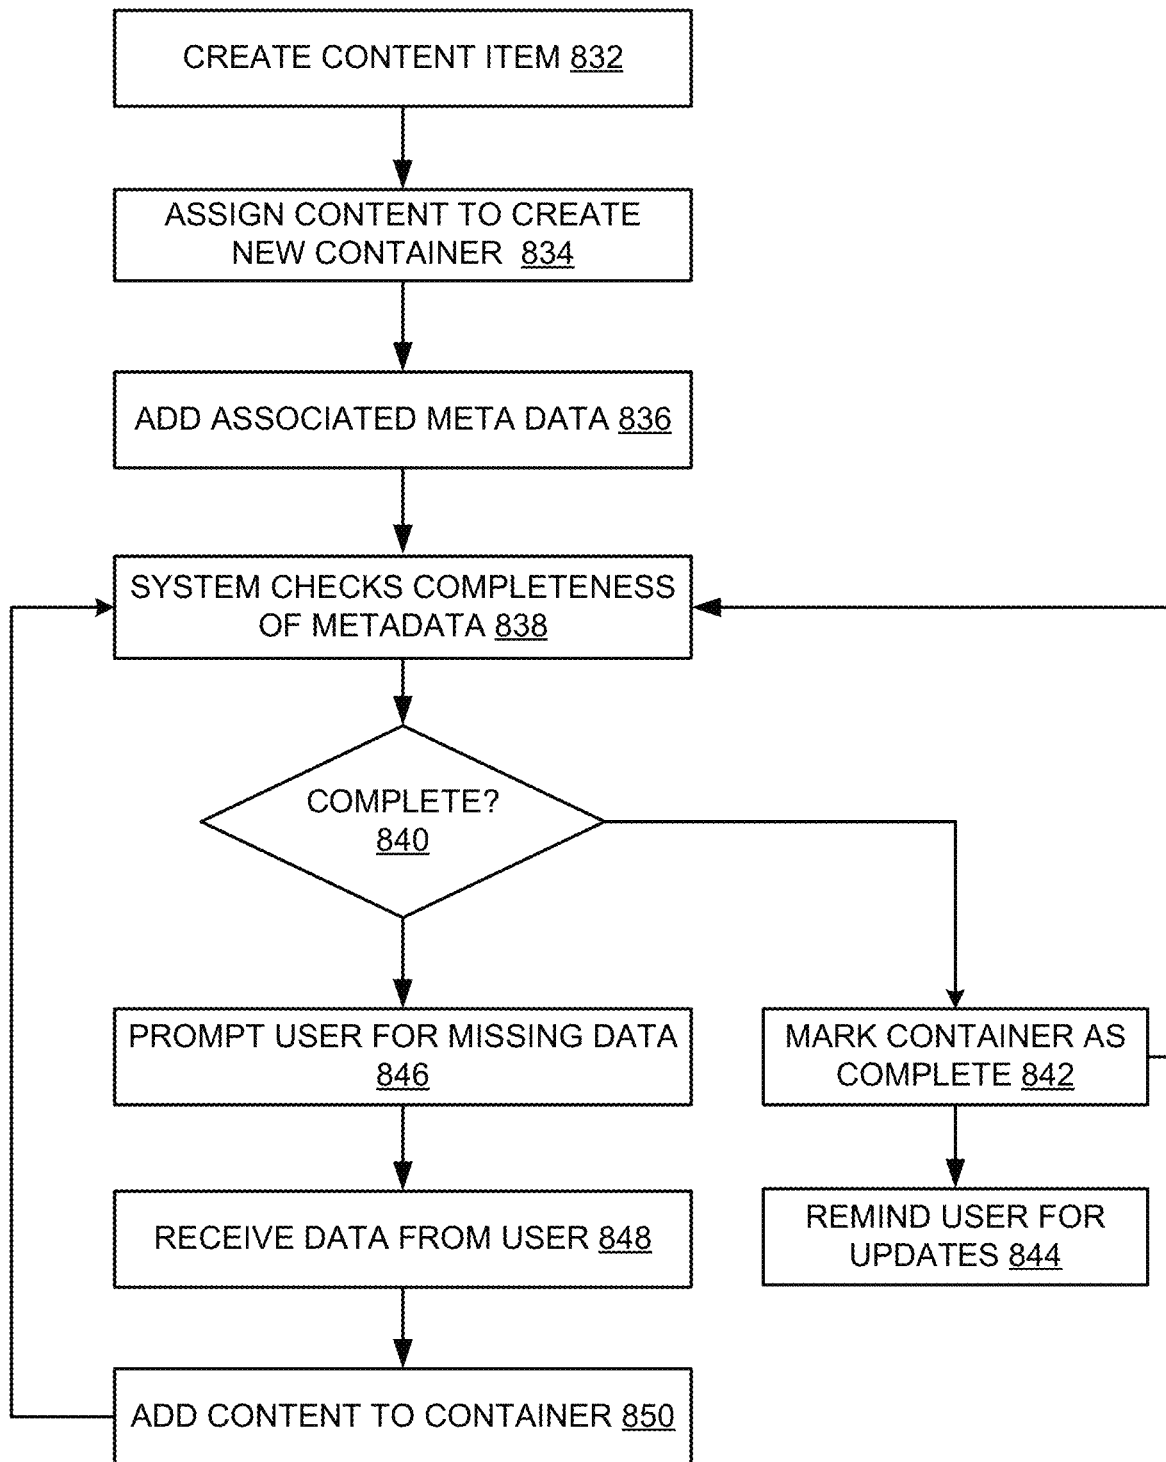 CREATE CONTENT ITEM 832
ASSIGN CONTENT TO CREATE
NEW CONTAINER 834
ADD ASSOCIATED META DATA 836
SYSTEM CHECKS COMPLETENESS
OF METADATA 838
COMPLETE?
840
PROMPT USER FOR MISSING DATA
846
MARK CONTAINER AS
COMPLETE 842
RECEIVE DATA FROM USER 848
REMIND USER FOR
UPDATES 844
ADD CONTENT TO CONTAINER 850